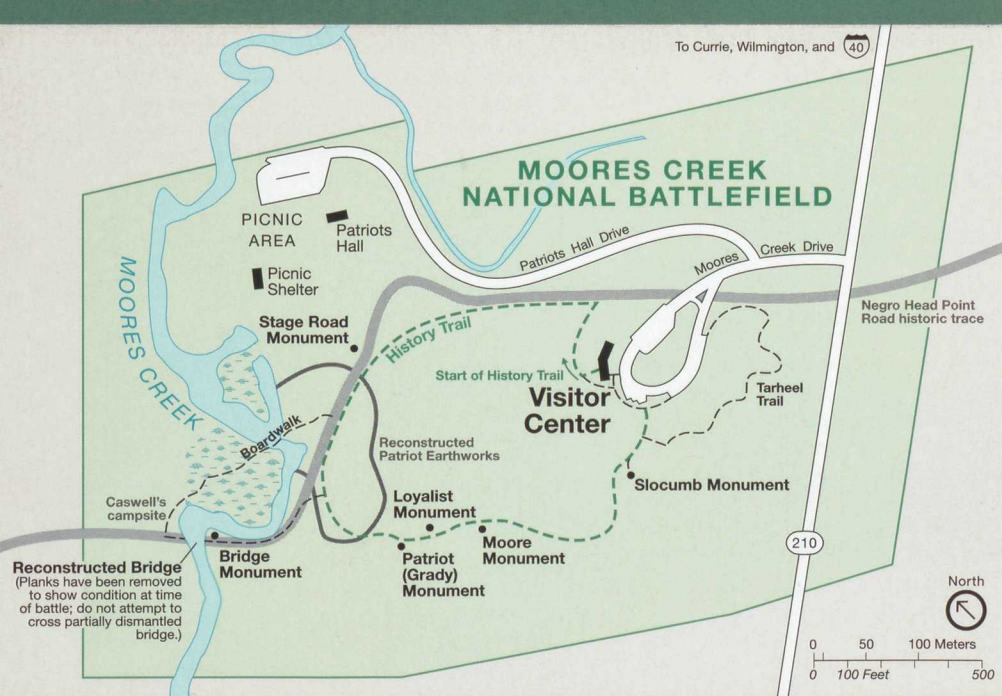 To Currie, Wilmington, and 40
MOORES CREEK
NATIONAL BATTLEFIELD
PICNIC
AREA
Patriots
Hall
Picnic
Shelter
Patriots Hall Drive
Moores Creek Drive
Negro Head Point
Road historic trace
MOORES CREEK
Stage Road
Monument
History Trail
Start of History Trail
Visitor
Center
Tarheel
Trail
Boardwalk
Reconstructed
Patriot Earthworks
Slocumb Monument
Caswell's
campsite
Loyalist
Monument
Moore
Monument
Patriot
(Grady)
Monument
Bridge
Monument
Reconstructed Bridge
(Planks have been removed
to show condition at time
of battle; do not attempt to
cross partially dismantled
bridge.)
210
North
0 50 100 Meters
0 100 Feet 500